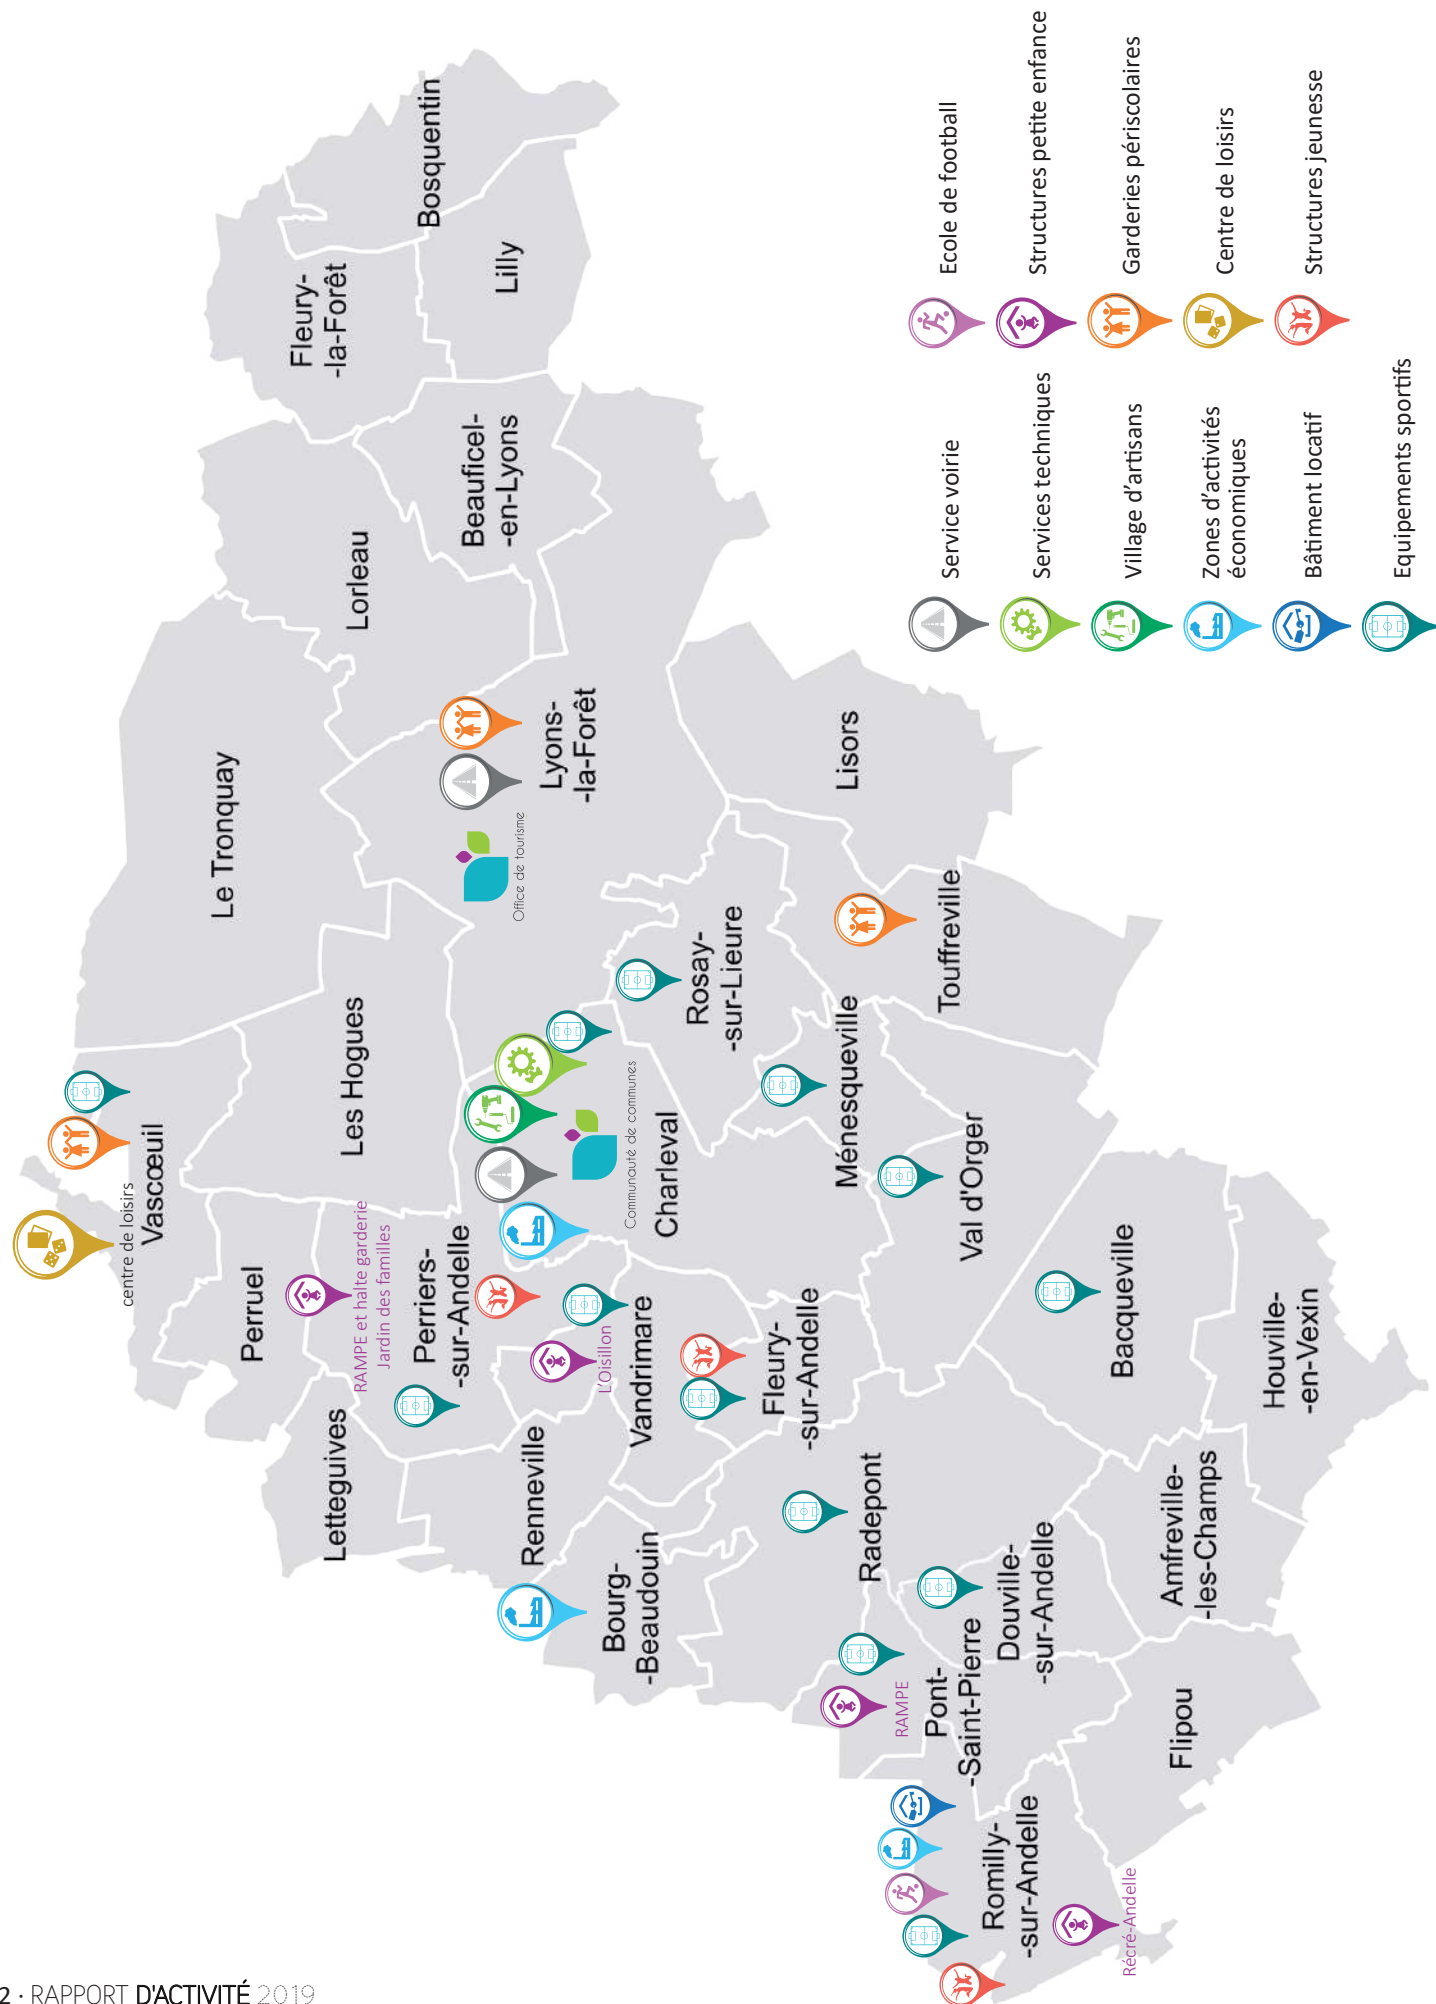 Bosquentin
Fleury-
-la-Forêt
Lilly
Beauficel-
-en-Lyons
Lorleau
Le Tronquay
Lyons-
-la-Forêt
Office de tourisme
Lisors
Touffreville
Rosay-
-sur-Lieure
Ménesqueville
Les Hogues
Vascœuil
centre de loisirs
Communauté de communes
Charleval
Val d'Orger
Perruel
RAMPE et halte garderie
Jardin des familles
Perriers-
-sur-Andelle
L'Oisillon
Vandrimare
Fleury-
-sur-Andelle
Bacqueville
Houville-
-en-Vexin
Letteguives
Renneville
Bourg-
-Beaudouin
Radepont
Douville-
-sur-Andelle
Amfreville-
-les-Champs
RAMPE
Pont-
-Saint-Pierre
Flipou
Romilly-
-sur-Andelle
Récré-Andelle
Service voirie
Services techniques
Village d'artisans
Zones d'activités
économiques
Bâtiment locatif
Equipements sportifs
Ecole de football
Structures petite enfance
Garderies périscolaires
Centre de loisirs
Structures jeunesse
2 · RAPPORT D'ACTIVITÉ 2019